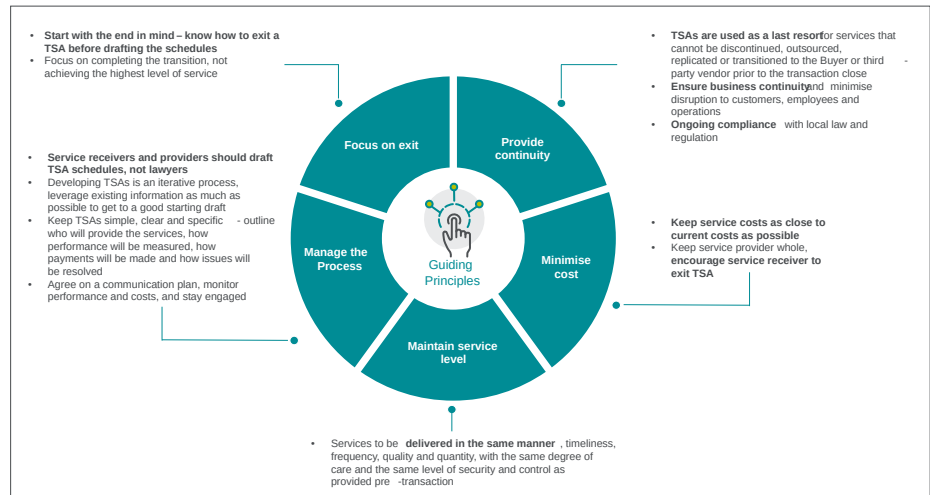 • Start with the end in mind – know how to exit a
TSA before drafting the schedules
• Focus on completing the transition, not
achieving the highest level of service
• TSAs are used as a last resort for services that
cannot be discontinued, outsourced,
replicated or transitioned to the Buyer or third -
party vendor prior to the transaction close
• Ensure business continuity and minimise
disruption to customers, employees and
operations
• Ongoing compliance with local law and
regulation
Focus on exit
Provide
continuity
• Service receivers and providers should draft
TSA schedules, not lawyers
• Developing TSAs is an iterative process,
leverage existing information as much as
possible to get to a good starting draft
• Keep TSAs simple, clear and specific - outline
who will provide the services, how
performance will be measured, how
payments will be made and how issues will
be resolved
• Agree on a communication plan, monitor
performance and costs, and stay engaged
Manage the
Process
Guiding
Principles
Minimise
cost
• Keep service costs as close to
current costs as possible
• Keep service provider whole,
encourage service receiver to
exit TSA
Maintain service
level
• Services to be delivered in the same manner , timeliness,
frequency, quality and quantity, with the same degree of
care and the same level of security and control as
provided pre -transaction